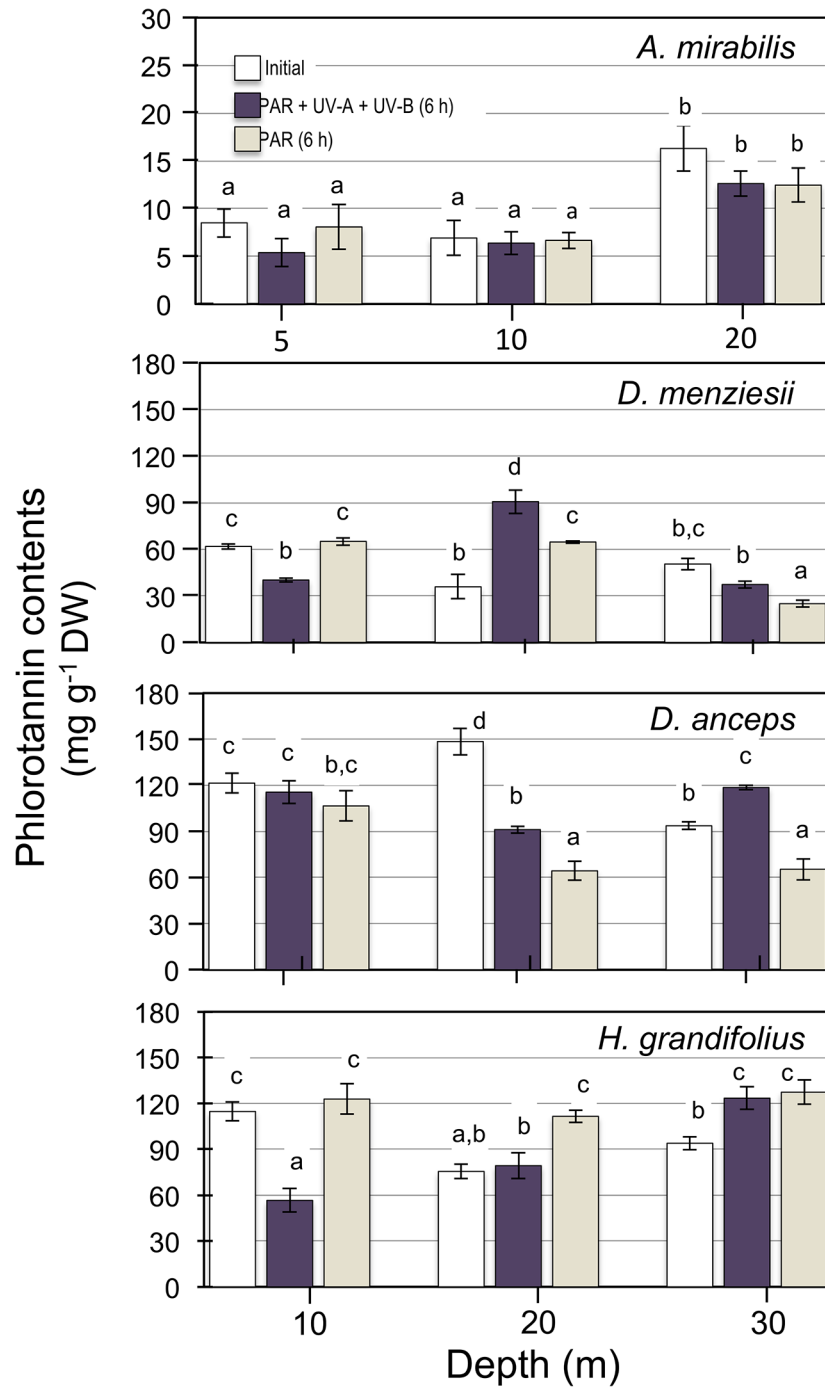 Phlorotannin contents
(mg g-1 DW)
30
25
20
15
10
5
0
A. mirabilis
Initial
PAR + UV-A + UV-B (6 h)
PAR (6 h)
a
a
a
a
a
a
b
b
b
5
10
20
180
150
120
90
60
30
0
D. menziesii
c
b
c
b
d
c
b,c
b
a
180
150
120
90
60
30
0
D. anceps
c
c
b,c
d
b
a
b
c
a
180
150
120
90
60
30
0
H. grandifolius
c
a
c
a,b
b
c
b
c
c
10
20
30
Depth (m)